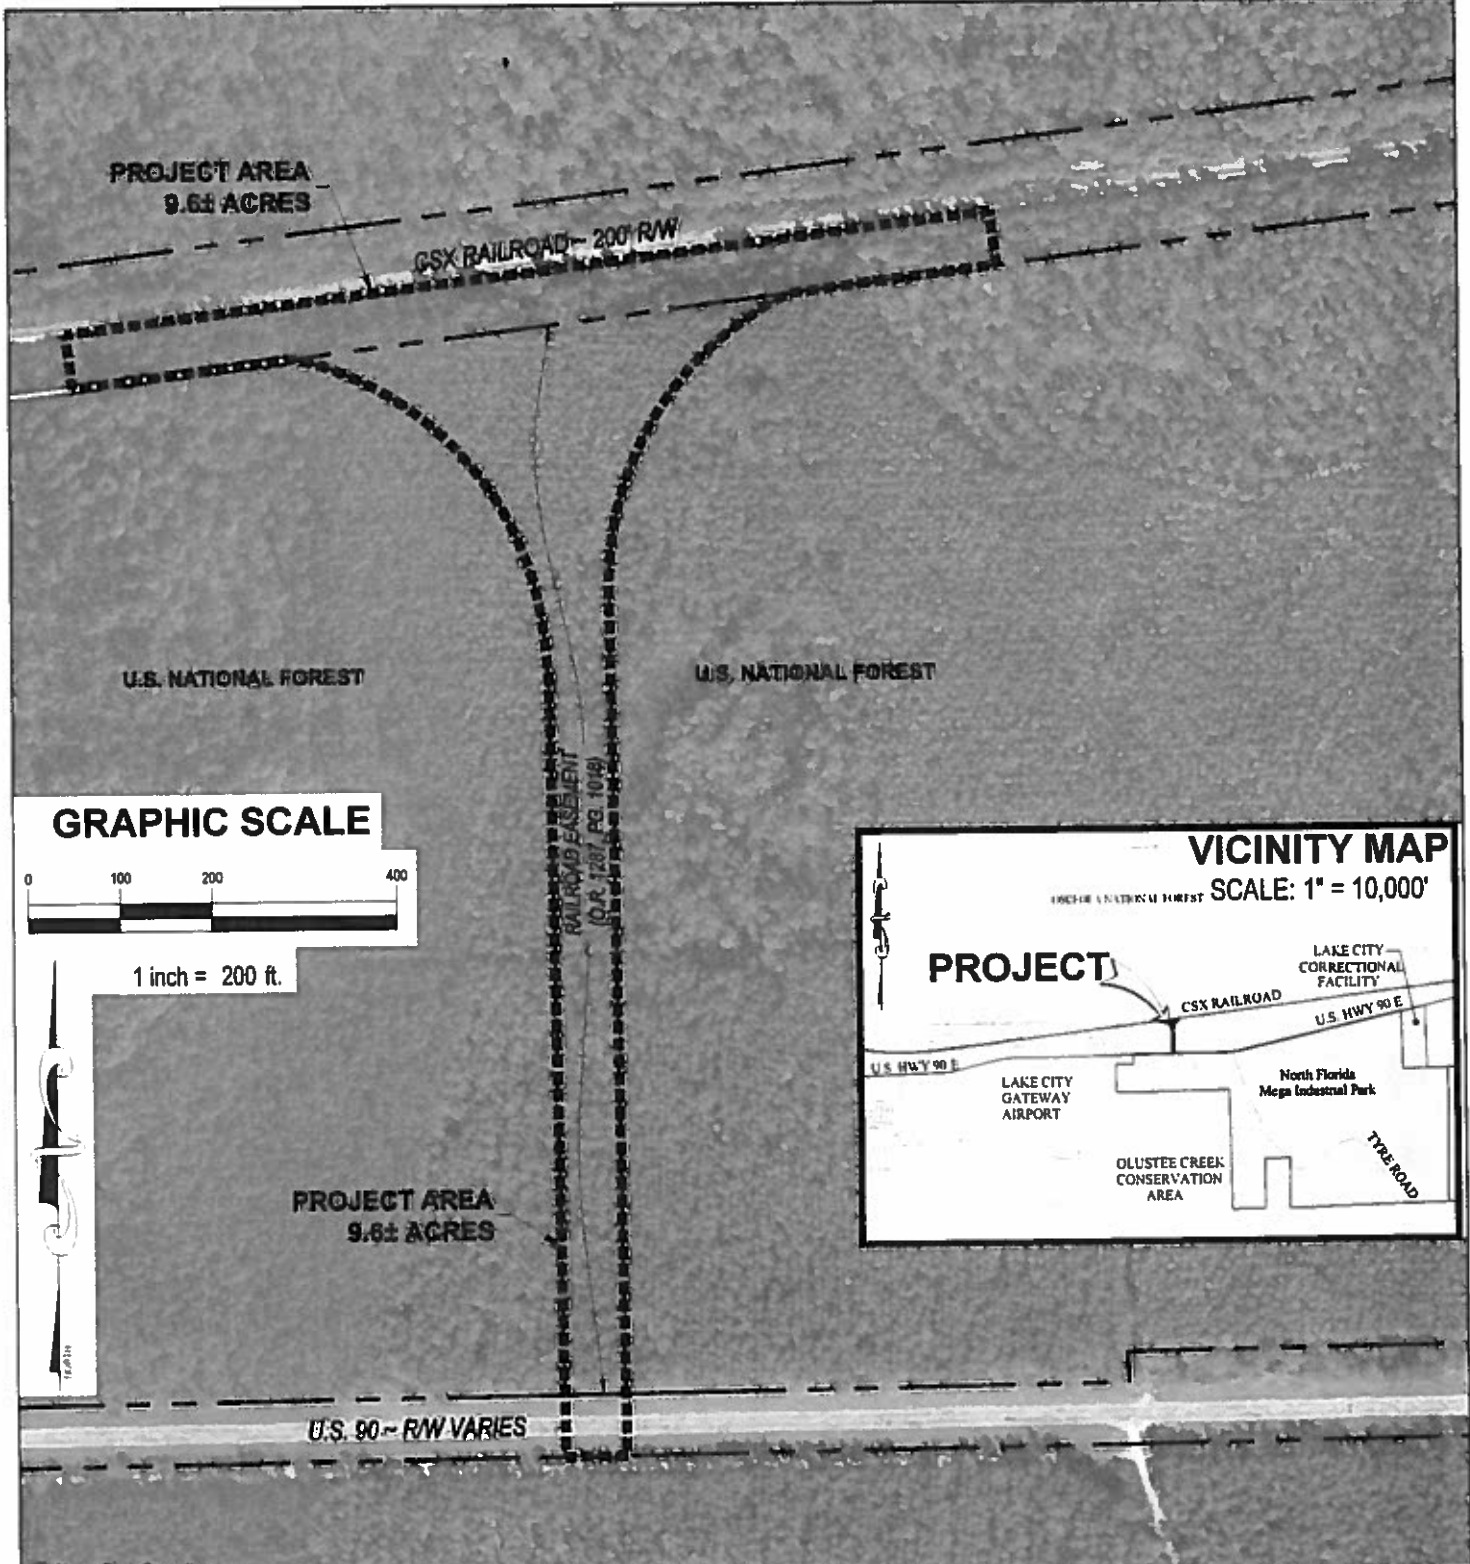 PROJECT AREA
9.6± ACRES
CSX RAILROAD~ 200' R/W
U.S. NATIONAL FOREST
U.S. NATIONAL FOREST
RAILROAD EASEMENT
(O.R. 1287, PG. 1018)
GRAPHIC SCALE
0 100 200 400
1 inch = 200 ft.
PROJECT AREA
9.6± ACRES
U.S. 90 ~ R/W VARIES
VICINITY MAP
NATIONAL FOREST SCALE: 1" = 10,000'
PROJECT
LAKE CITY
CORRECTIONAL
FACILITY
CSX RAILROAD
U.S. HWY 90 E
U.S. HWY 90 E
LAKE CITY
GATEWAY
AIRPORT
North Florida
Mega Industrial Park
OLUSTEE CREEK
CONSERVATION
AREA
TYRE ROAD